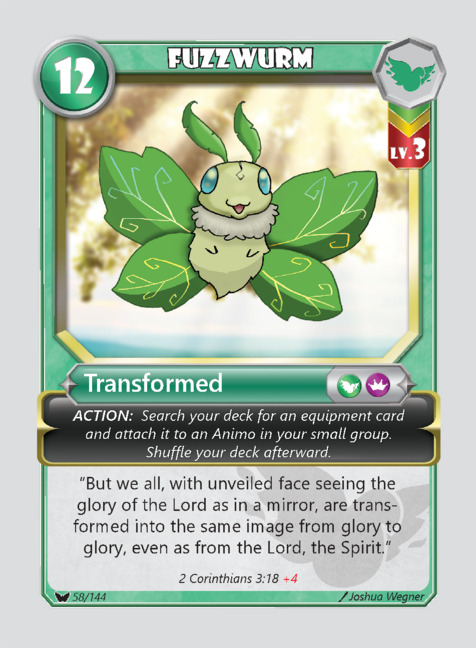 FUZZWURM
12
LV.3
Transformed
ACTION: Search your deck for an equipment card
and attach it to an Animo in your small group.
Shuffle your deck afterward.
“But we all, with unveiled face seeing the
glory of the Lord as in a mirror, are trans-
formed into the same image from glory to
glory, even as from the Lord, the Spirit.”
2 Corinthians 3:18 +4
58/144
Joshua Wegner